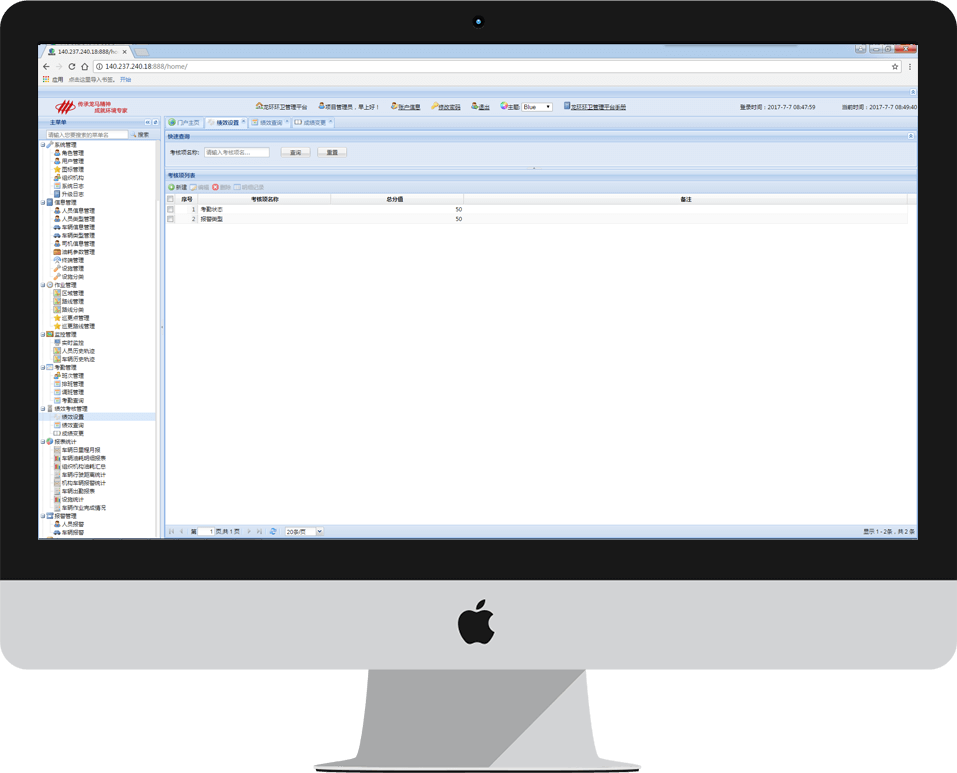 140.237.240.18:888/h
140.237.240.18:888/home/
应用 点击这里导入书签。 开始
传承龙马精神
成就环境专家
龙环环卫管理平台 项目管理员，早上好！ 账户信息 修改密码 退出 主题: Blue 龙环环卫管理平台手册 登录时间：2017-7-7 08:47:59 当前时间：2017-7-7 08:49:40
主菜单
请输入您要搜索的菜单名 搜索
系统管理
角色管理
用户管理
图标管理
组织机构
系统日志
升级日志
信息管理
人员信息管理
人员类型管理
车辆信息管理
车辆类型管理
司机信息管理
油耗参数管理
终端管理
设施管理
设施分类
作业管理
区域管理
路线管理
路线分类
巡更点管理
巡更路线管理
监控管理
实时监控
人员历史轨迹
车辆历史轨迹
考勤管理
班次管理
排班管理
调班管理
考勤查询
绩效考核管理
绩效设置
绩效查询
成绩变更
报表统计
车辆日里程月报
车辆油耗明细报表
组织机构油耗汇总
车辆行驶距离统计
机构车辆报警统计
车辆出勤报表
设施统计
车辆作业完成情况
报警管理
人员报警
车辆报警
门户主页 绩效设置 绩效查询 成绩变更
快速查询
考核项名称: 请输入考核项名... 查询 重置
考核项列表
新建 编辑 删除 明细记录
序号 考核项名称 总分值 备注
1 考勤状态 50
2 报警类型 50
第 1 页,共 1 页 20条/页 显示 1 - 2条，共 2 条